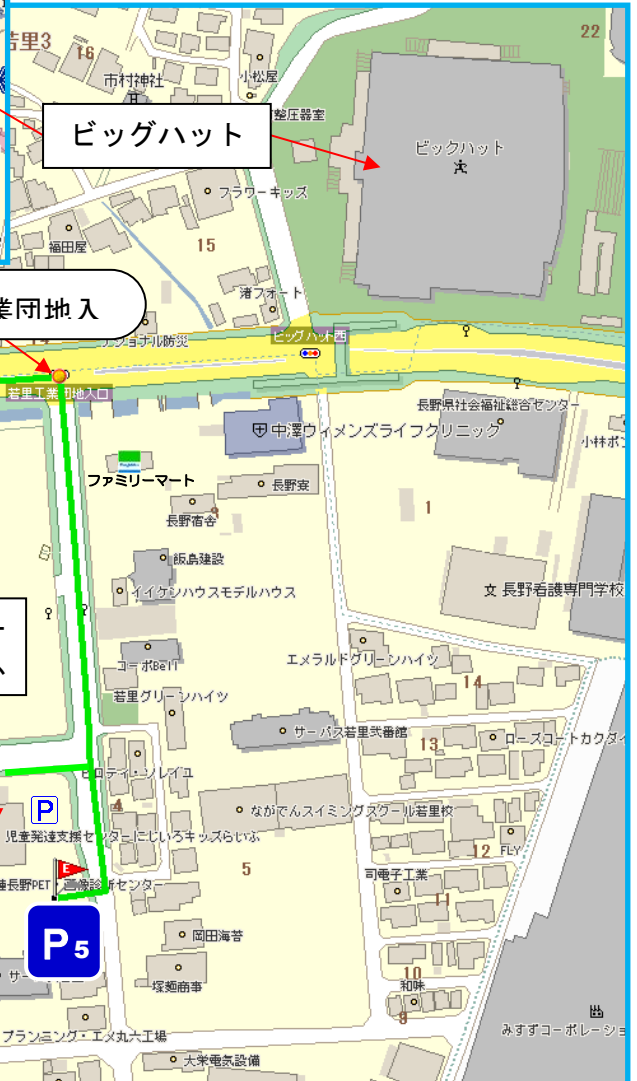 若里3
16
市村神社
小松屋
22
整圧器室
ビッグハット
ビックハット
フラワーキッズ
福田屋
15
渚フォート
業団地入
ナショナル防災
ビッグハット西
若里工業団地入口
長野県社会福祉総合センター
中澤ウィメンズライフクリニック
小林ポン
ファミリーマート
長野寮
長野宿舎
1
飯島建設
イイケンハウスモデルハウス
文 長野看護専門学校
コーポBell
エメラルドグリーンハイツ
14
若里グリーンハイツ
サーパス若里弐番館
13
ローズコートカクダイ
ピロティ・ソレイユ
P
4
ながでんスイミングスクール若里校
児童発達支援センターにじいろキッズらいふ
12
FLY
5
E
長野PET・画像診断センター
司電子工業
11
P5
岡田海苔
サー
塚麺商事
10
和味
9
プランニング・エメ丸六工場
みすずコーポレーショ
大栄電気設備